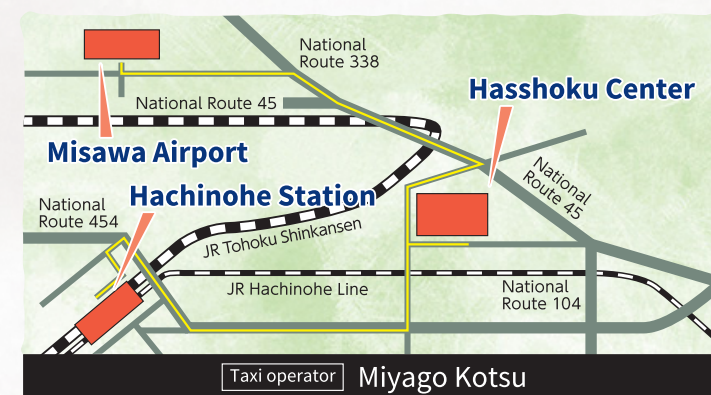 National
Route 338
Hasshoku Center
National Route 45
Misawa Airport
National
Route 45
Hachinohe Station
National
Route 454
JR Tohoku Shinkansen
JR Hachinohe Line
National
Route 104
Taxi operator Miyago Kotsu